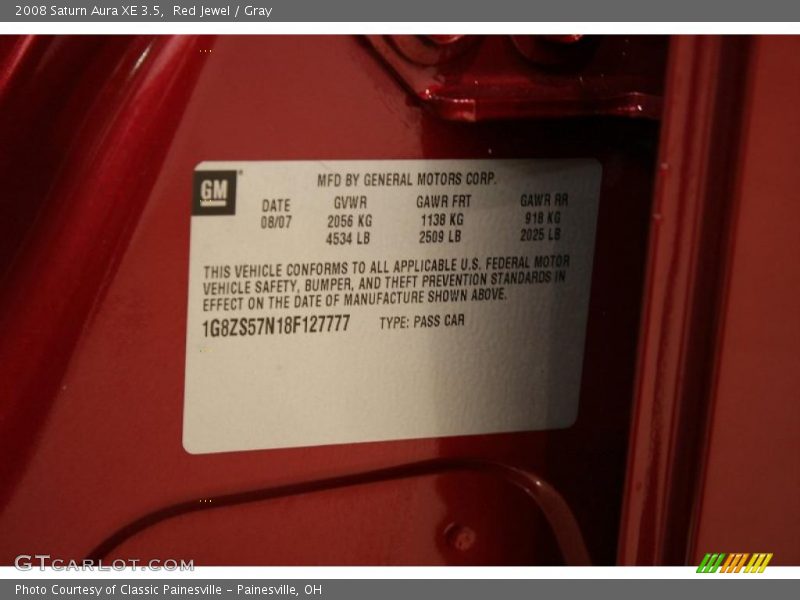 2008 Saturn Aura XE 3.5, Red Jewel / Gray
GM
MFD BY GENERAL MOTORS CORP.
DATE GVWR GAWR FRT GAWR RR
08/07 2056 KG 1138 KG 918 KG
4534 LB 2509 LB 2025 LB
THIS VEHICLE CONFORMS TO ALL APPLICABLE U.S. FEDERAL MOTOR
VEHICLE SAFETY, BUMPER, AND THEFT PREVENTION STANDARDS IN
EFFECT ON THE DATE OF MANUFACTURE SHOWN ABOVE.
1G8ZS57N18F127777 TYPE: PASS CAR
GTCARLOT.COM
Photo Courtesy of Classic Painesville - Painesville, OH